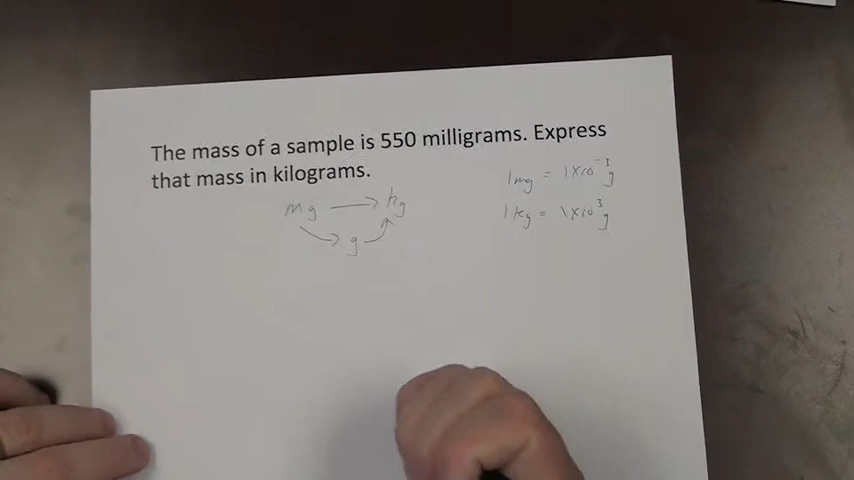 The mass of a sample is 550 milligrams. Express
that mass in kilograms.
mg → kg
g
1mg = 1x10⁻³ g
1kg = 1x10³ g